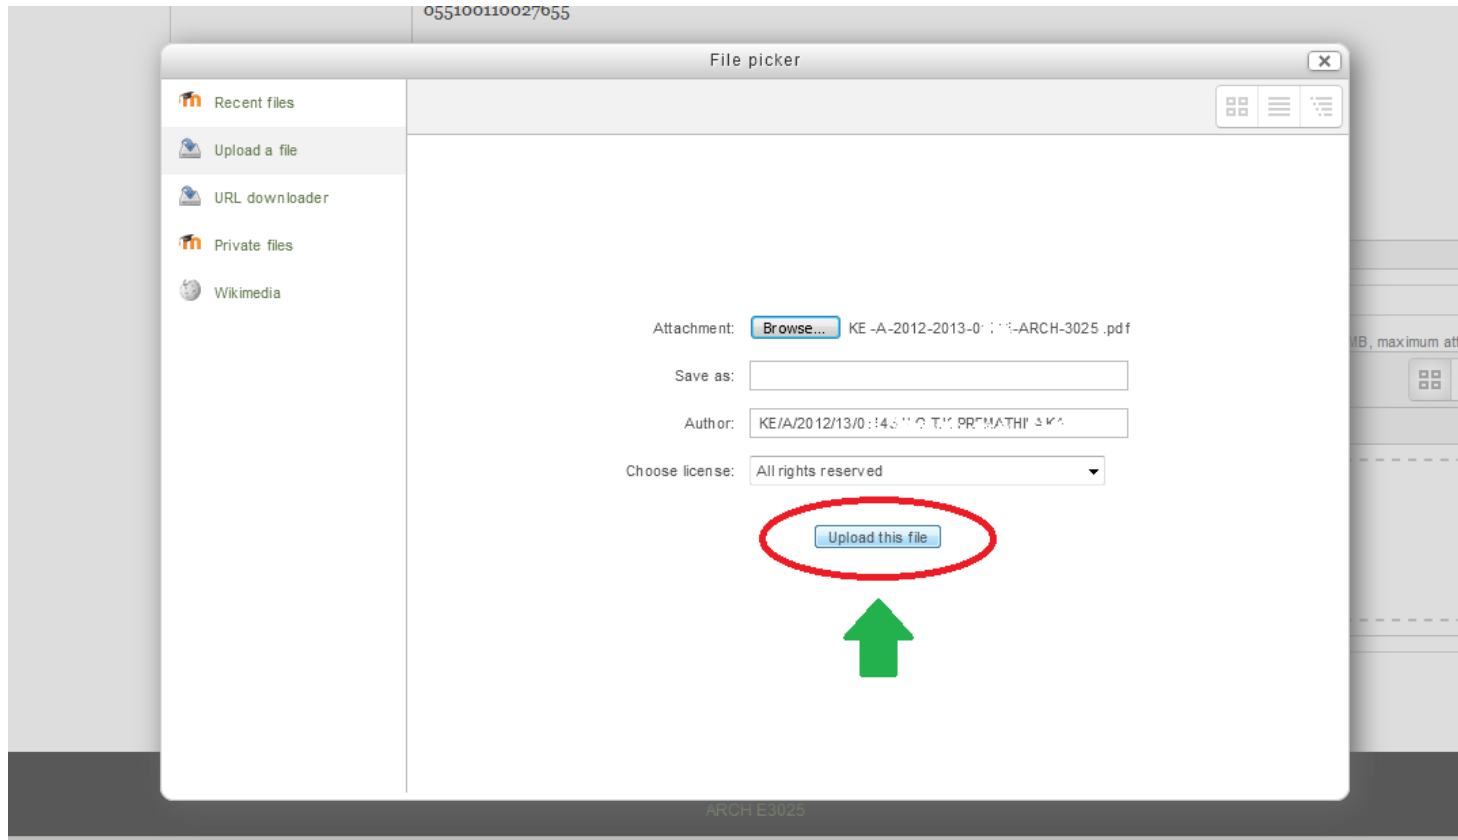 055100110027655
File picker
Recent files
Upload a file
URL downloader
Private files
Wikimedia
Attachment: Browse... -ARCH-3025 .pdf
MB, maximum att
Save as:
Author:
Choose license: All rights reserved
Upload this file
ARCH E3025